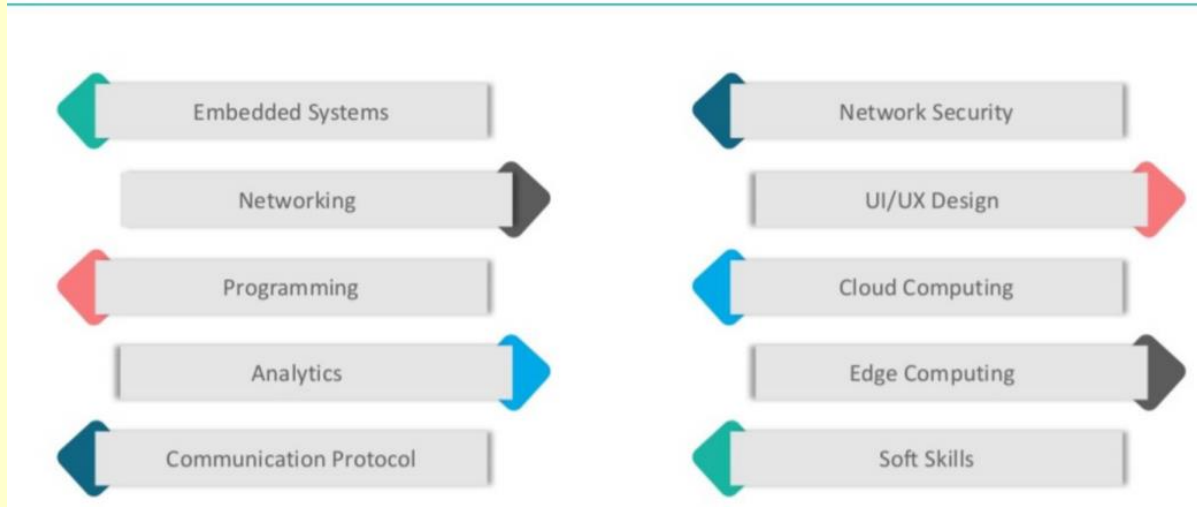 Embedded Systems
Networking
Programming
Analytics
Communication Protocol
Network Security
UI/UX Design
Cloud Computing
Edge Computing
Soft Skills